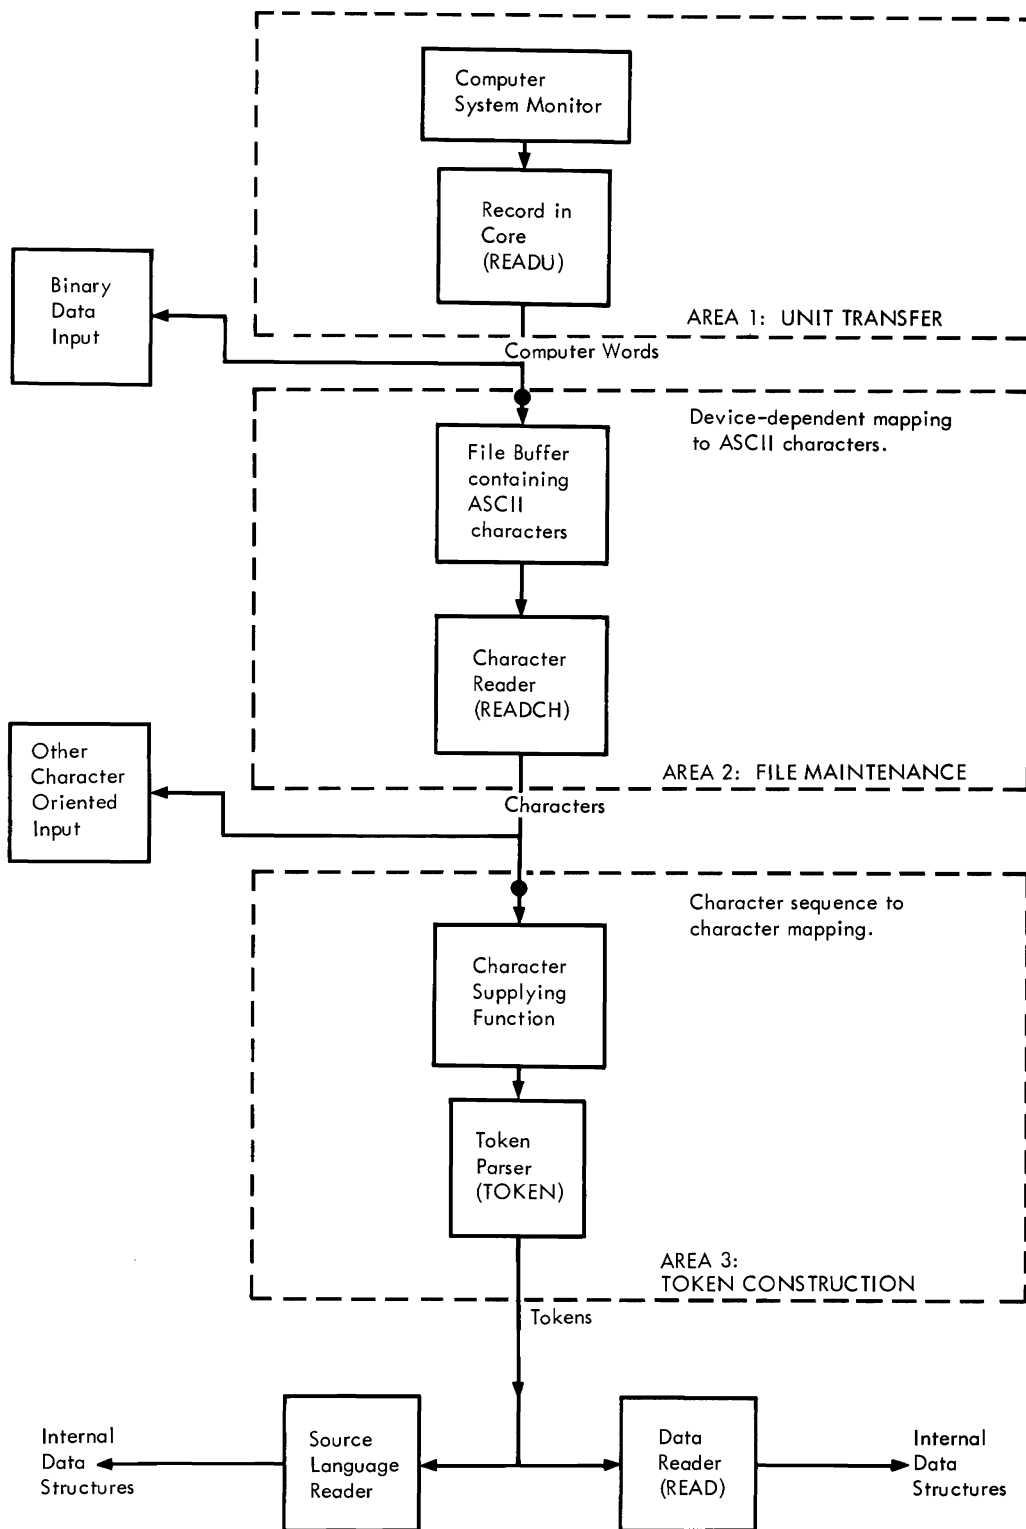 Computer
System Monitor
Record in
Core
(READU)
AREA 1: UNIT TRANSFER
Binary
Data
Input
Computer Words
Device-dependent mapping
to ASCII characters.
File Buffer
containing
ASCII
characters
Character
Reader
(READCH)
AREA 2: FILE MAINTENANCE
Other
Character
Oriented
Input
Characters
Character sequence to
character mapping.
Character
Supplying
Function
Token
Parser
(TOKEN)
AREA 3:
TOKEN CONSTRUCTION
Tokens
Internal
Data
Structures
Source
Language
Reader
Data
Reader
(READ)
Internal
Data
Structures